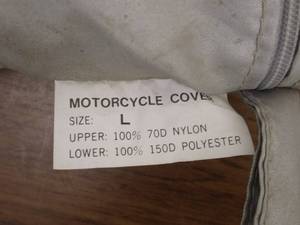 MOTORCYCLE COVER
SIZE: L
UPPER: 100% 70D NYLON
LOWER: 100% 150D POLYESTER